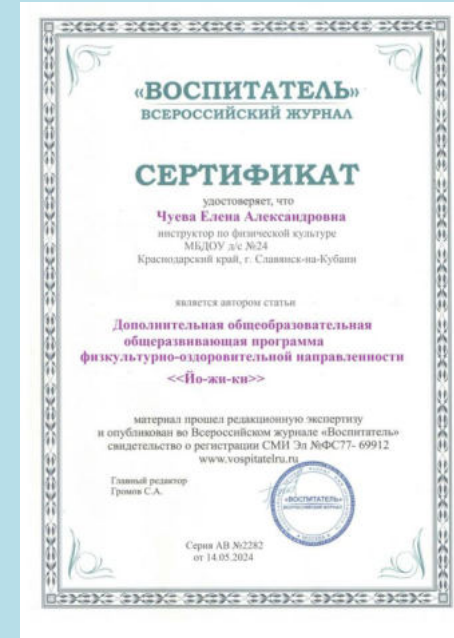 «ВОСПИТАТЕЛЬ»
ВСЕРОССИЙСКИЙ ЖУРНАЛ
СЕРТИФИКАТ
удостоверяет, что
Чуева Елена Александровна
инструктор по физической культуре
МБДОУ д/с №24
Краснодарский край, г. Славянск-на-Кубани
является автором статьи
Дополнительная общеобразовательная
общеразвивающая программа
физкультурно-оздоровительной направленности
<<Йо-жи-ки>>
материал прошел редакционную экспертизу
и опубликован во Всероссийском журнале «Воспитатель»
свидетельство о регистрации СМИ Эл №ФС77- 69912
www.vospitatelru.ru
Главный редактор
Громов С.А.
«ВОСПИТАТЕЛЬ»
ВСЕРОССИЙСКИЙ ЖУРНАЛ
Серия АВ №2282
от 14.05.2024